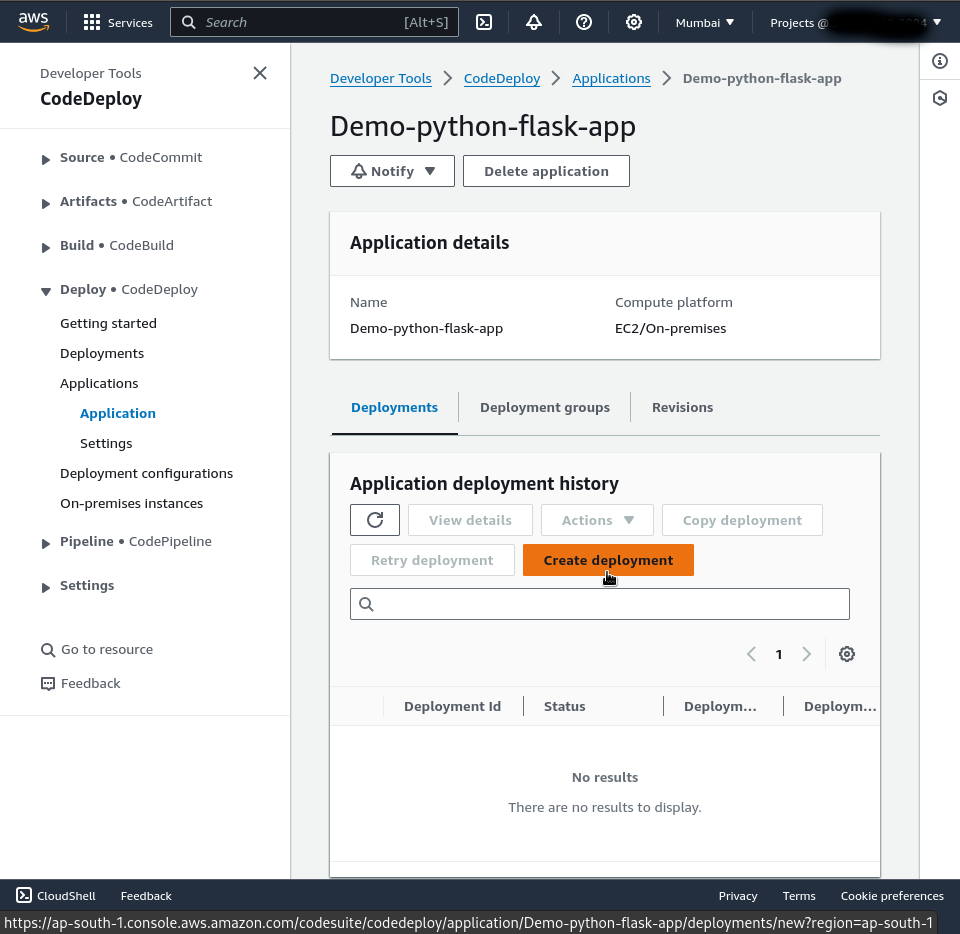 aws Services Search [Alt+S] Mumbai Projects @
Developer Tools
CodeDeploy
Source • CodeCommit
Artifacts • CodeArtifact
Build • CodeBuild
Deploy • CodeDeploy
Getting started
Deployments
Applications
Application
Settings
Deployment configurations
On-premises instances
Pipeline • CodePipeline
Settings
Go to resource
Feedback
Developer Tools CodeDeploy Applications Demo-python-flask-app
Demo-python-flask-app
Notify Delete application
Application details
Name Compute platform
Demo-python-flask-app EC2/On-premises
Deployments Deployment groups Revisions
Application deployment history
View details Actions Copy deployment
Retry deployment Create deployment
1
Deployment Id Status Deploym... Deploym...
No results
There are no results to display.
CloudShell Feedback Privacy Terms Cookie preferences
https://ap-south-1.console.aws.amazon.com/codesuite/codedeploy/application/Demo-python-flask-app/deployments/new?region=ap-south-1